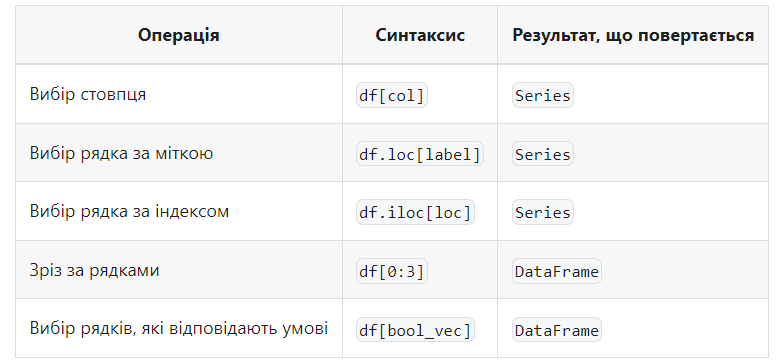 Операція Синтаксис Результат, що повертається
Вибір стовпця df[col] Series
Вибір рядка за міткою df.loc[label] Series
Вибір рядка за індексом df.iloc[loc] Series
Зріз за рядками df[0:3] DataFrame
Вибір рядків, які відповідають умові df[bool_vec] DataFrame